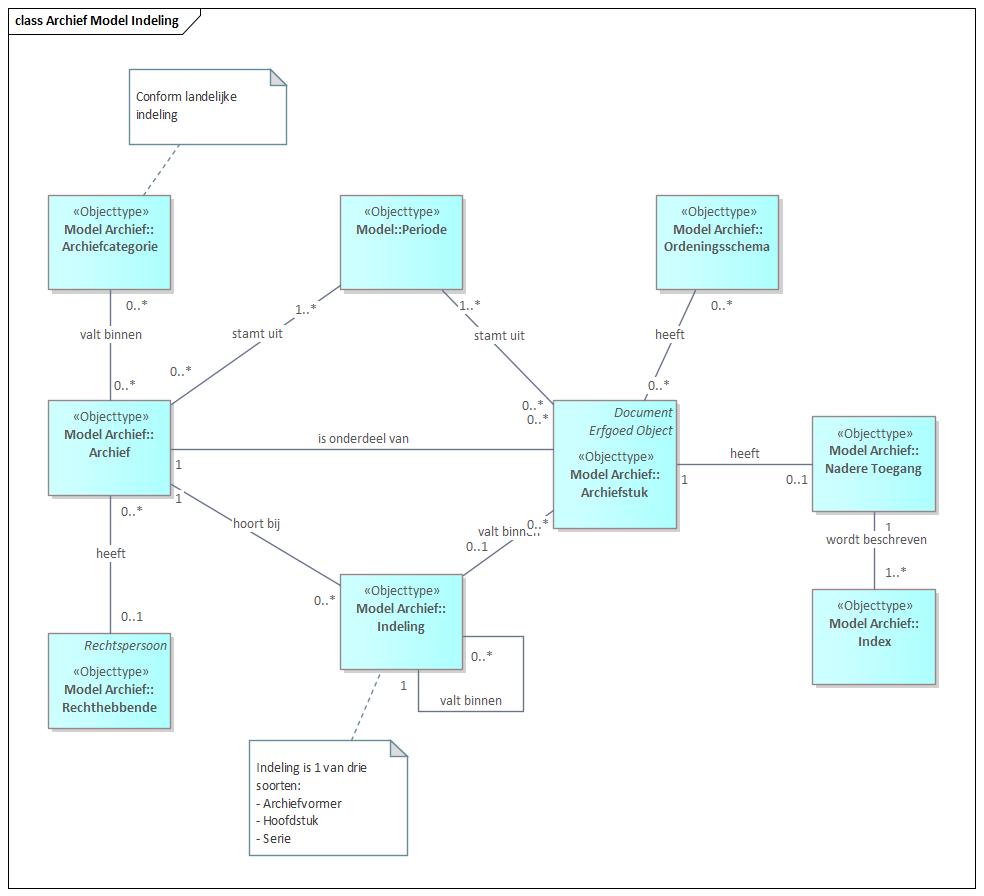 class Archief Model Indeling
Conform landelijke
indeling
«Objecttype»
Model Archief::
Archiefcategorie
«Objecttype»
Model::Periode
«Objecttype»
Model Archief::
Ordeningsschema
0..*
1..*
1..*
0..*
valt binnen
stamt uit
stamt uit
heeft
0..*
0..*
0..*
0..*
0..*
«Objecttype»
Model Archief::
Archief
is onderdeel van
1
1
Document
Erfgoed Object
«Objecttype»
Model Archief::
Archiefstuk
heeft
1
0..1
«Objecttype»
Model Archief::
Nadere Toegang
0..*
heeft
0..1
hoort bij
0..*
valt binnen
0..*
0..1
1
wordt beschreven
1..*
«Objecttype»
Model Archief::
Indeling
0..*
1
valt binnen
«Objecttype»
Model Archief::
Index
Rechtspersoon
«Objecttype»
Model Archief::
Rechthebbende
Indeling is 1 van drie
soorten:
- Archiefvormer
- Hoofdstuk
- Serie